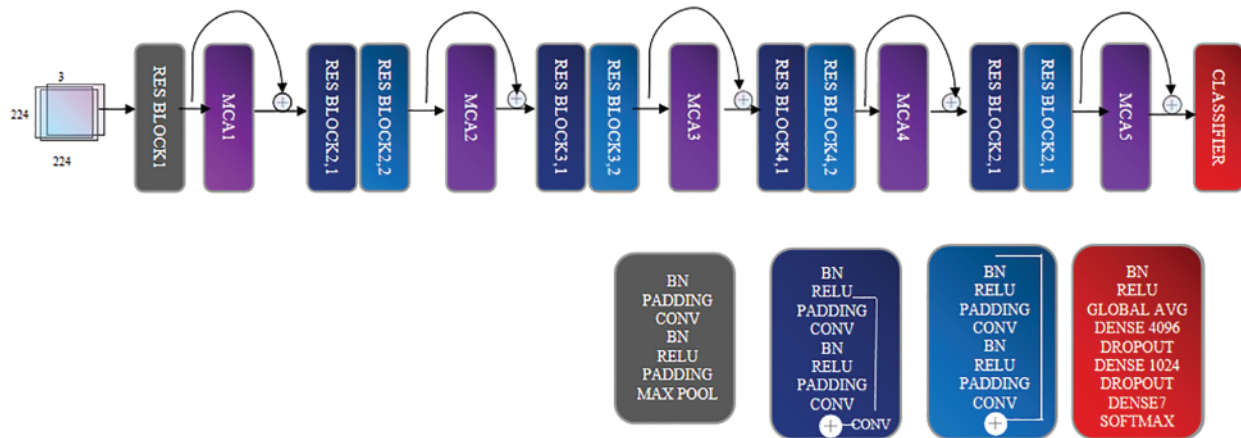 3
224
224
RES BLOCK1
MCA1
RES BLOCK2,1
RES BLOCK2,2
MCA2
RES BLOCK3,1
RES BLOCK3,2
MCA3
RES BLOCK4,1
RES BLOCK4,2
MCA4
RES BLOCK2,1
RES BLOCK2,1
MCA5
CLASSIFIER
BN
PADDING
CONV
BN
RELU
PADDING
MAX POOL
BN
RELU
PADDING
CONV
BN
RELU
PADDING
CONV
CONV
BN
RELU
PADDING
CONV
BN
RELU
PADDING
CONV
BN
RELU
GLOBAL AVG
DENSE 4096
DROPOUT
DENSE 1024
DROPOUT
DENSE7
SOFTMAX